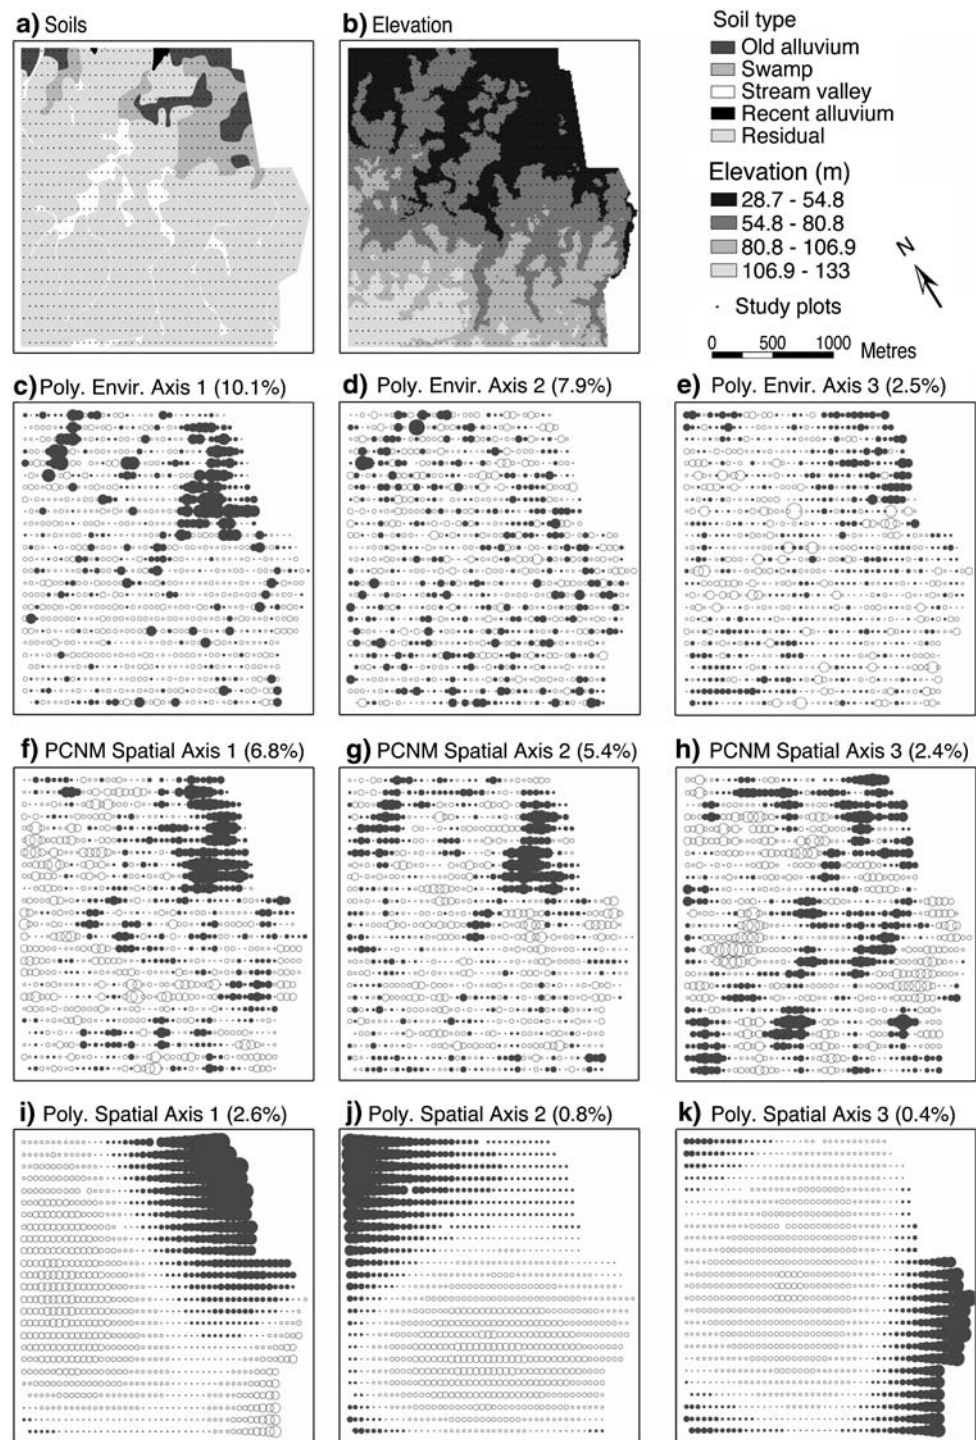 a) Soils
b) Elevation
Soil type
Old alluvium
Swamp
Stream valley
Recent alluvium
Residual
Elevation (m)
28.7 - 54.8
54.8 - 80.8
80.8 - 106.9
106.9 - 133
N
Study plots
0 500 1000 Metres
c) Poly. Envir. Axis 1 (10.1%)
d) Poly. Envir. Axis 2 (7.9%)
e) Poly. Envir. Axis 3 (2.5%)
f) PCNM Spatial Axis 1 (6.8%)
g) PCNM Spatial Axis 2 (5.4%)
h) PCNM Spatial Axis 3 (2.4%)
i) Poly. Spatial Axis 1 (2.6%)
j) Poly. Spatial Axis 2 (0.8%)
k) Poly. Spatial Axis 3 (0.4%)